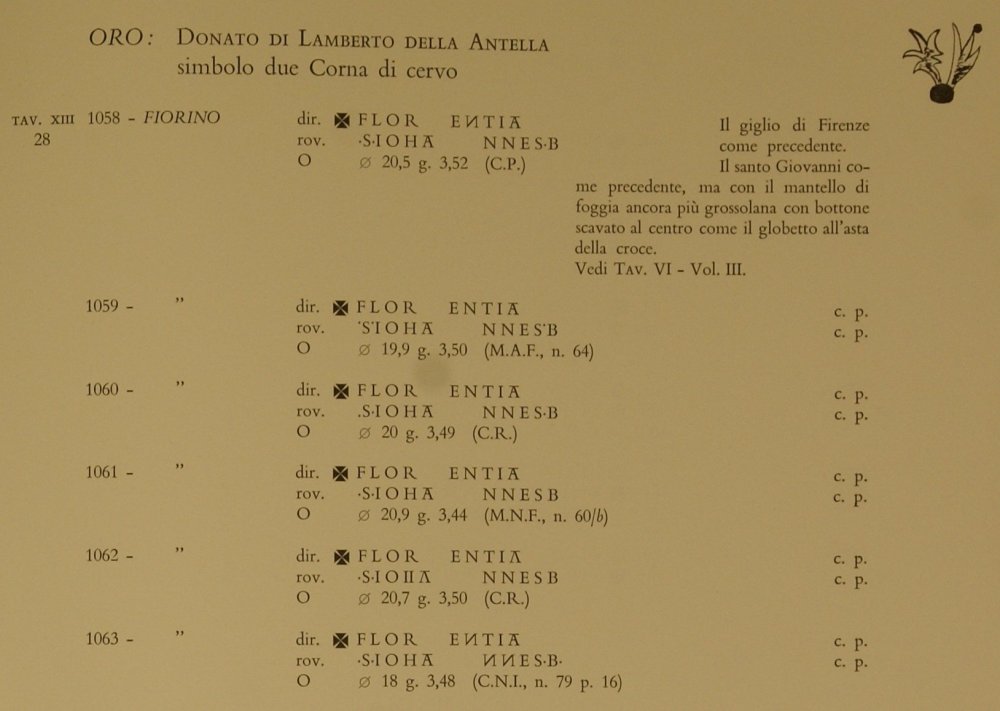 ORO: DONATO DI LAMBERTO DELLA ANTELLA
simbolo due Corna di cervo
TAV. XIII 1058 – FIORINO dir. ✠ FLOR EИTIA Il giglio di Firenze
28 rov. ·S·IOHA NNES·B come precedente.
O ∅ 20,5 g. 3,52 (C.P.) Il santo Giovanni co-
me precedente, ma con il mantello di
foggia ancora più grossolana con bottone
scavato al centro come il globetto all'asta
della croce.
Vedi TAV. VI – Vol. III.
1059 – ” dir. ✠ FLOR ENTIA c. p.
rov. ˙S˙IOHA NNES˙B c. p.
O ∅ 19,9 g. 3,50 (M.A.F., n. 64)
1060 – ” dir. ✠ FLOR ENTIA c. p.
rov. .S·IOHA NNES·B c. p.
O ∅ 20 g. 3,49 (C.R.)
1061 – ” dir. ✠ FLOR ENTIA c. p.
rov. ·S·IOHA NNESB c. p.
O ∅ 20,9 g. 3,44 (M.N.F., n. 60/b)
1062 – ” dir. ✠ FLOR ENTIA c. p.
rov. ·S·IOIIA NNESB c. p.
O ∅ 20,7 g. 3,50 (C.R.)
1063 – ” dir. ✠ FLOR EИTIA c. p.
rov. ·S·IOHA ИИES·B· c. p.
O ∅ 18 g. 3,48 (C.N.I., n. 79 p. 16)